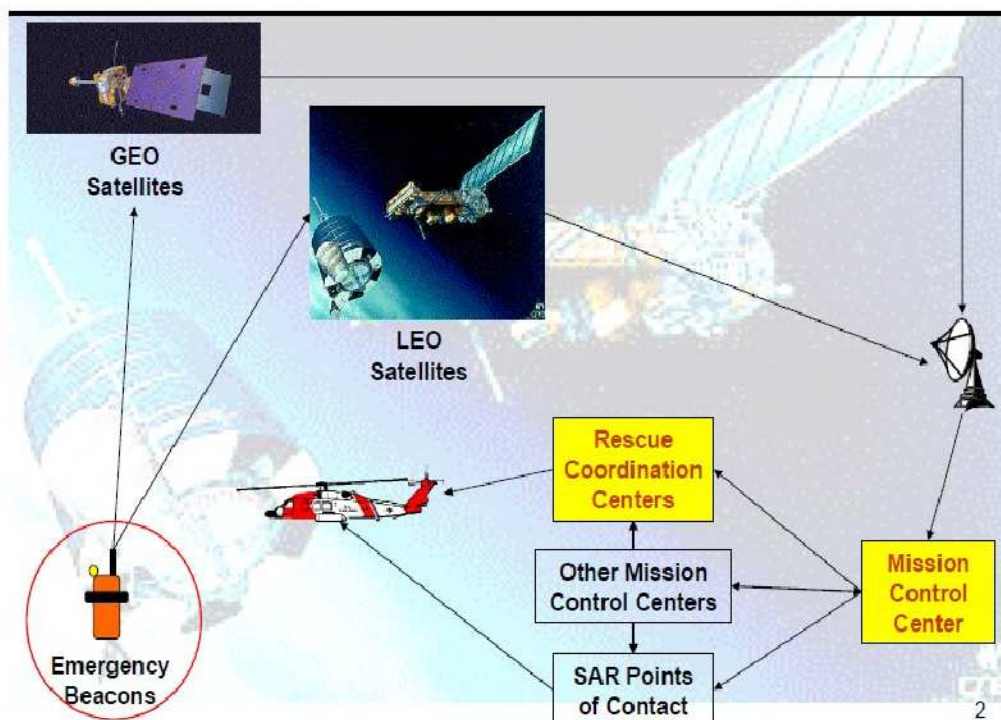 GEO
Satellites
LEO
Satellites
Rescue
Coordination
Centers
Other Mission
Control Centers
Mission
Control
Center
SAR Points
of Contact
Emergency
Beacons
2